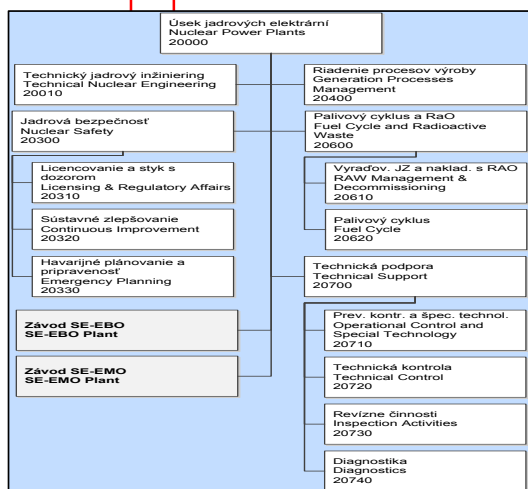 Úsek jadrových elektrární
Nuclear Power Plants
20000
Technický jadrový inžiniering
Technical Nuclear Engineering
20010
Riadenie procesov výroby
Generation Processes
Management
20400
Jadrová bezpečnosť
Nuclear Safety
20300
Palivový cyklus a RaO
Fuel Cycle and Radioactive
Waste
20600
Licencovanie a styk s
dozorom
Licensing & Regulatory Affairs
20310
Vyraďov. JZ a naklad. s RAO
RAW Management &
Decommissioning
20610
Sústavné zlepšovanie
Continuous Improvement
20320
Palivový cyklus
Fuel Cycle
20620
Havarijné plánovanie a
pripravenosť
Emergency Planning
20330
Technická podpora
Technical Support
20700
Závod SE-EBO
SE-EBO Plant
Prev. kontr. a špec. technol.
Operational Control and
Special Technology
20710
Závod SE-EMO
SE-EMO Plant
Technická kontrola
Technical Control
20720
Revízne činnosti
Inspection Activities
20730
Diagnostika
Diagnostics
20740